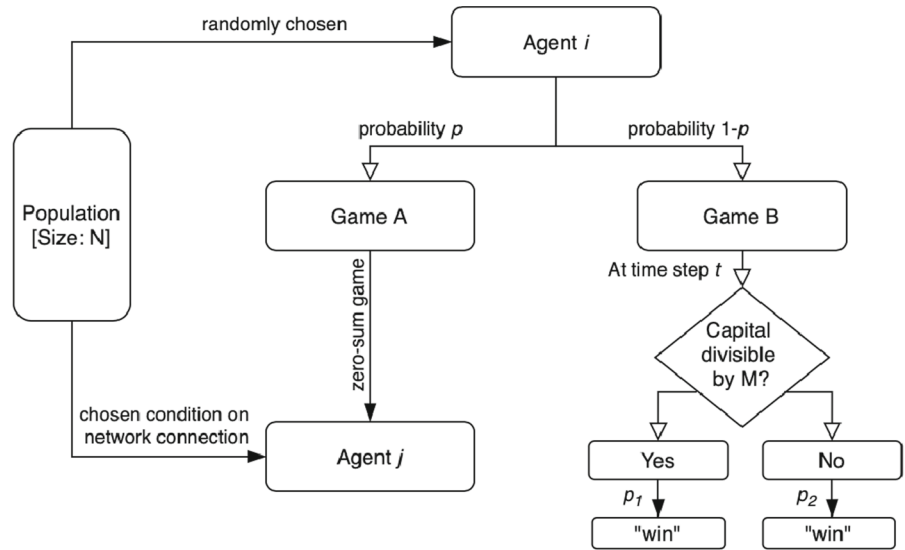 randomly chosen
Agent i
probability p
probability 1-p
Population
[Size: N]
Game A
Game B
At time step t
zero-sum game
Capital
divisible
by M?
chosen condition on
network connection
Agent j
Yes
No
p1
p2
"win"
"win"